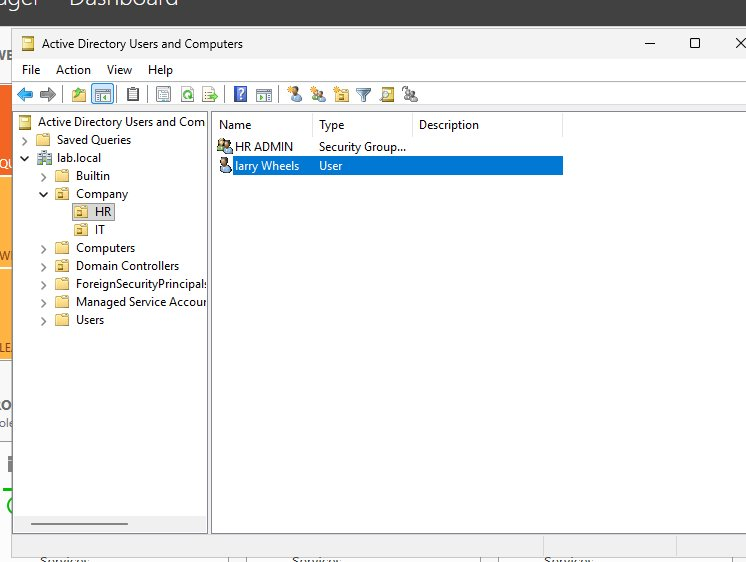 Dashboard
Active Directory Users and Computers
File Action View Help
Active Directory Users and Com
Saved Queries
lab.local
Builtin
Company
HR
IT
Computers
Domain Controllers
ForeignSecurityPrincipals
Managed Service Accour
Users
Name Type Description
HR ADMIN Security Group...
larry Wheels User